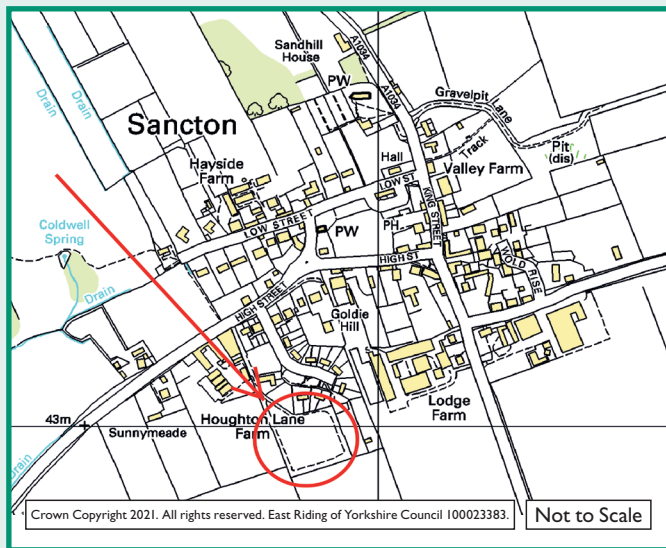 Sandhill
House
A1034
PW
A1034
Drain
Drain
Gravelpit
Lane
Sancton
Track
Pit
(dis)
Hayside
Farm
Hall
Valley Farm
LOW ST
KING STREET
LOW STREET
Coldwell
Spring
PW
PH
HIGH ST
WOLD RISE
Drain
HIGH STREET
Goldie
Hill
Lodge
Farm
43m
Sunnymeade
Houghton Lane
Farm
Drain
Crown Copyright 2021. All rights reserved. East Riding of Yorkshire Council 100023383.
Not to Scale